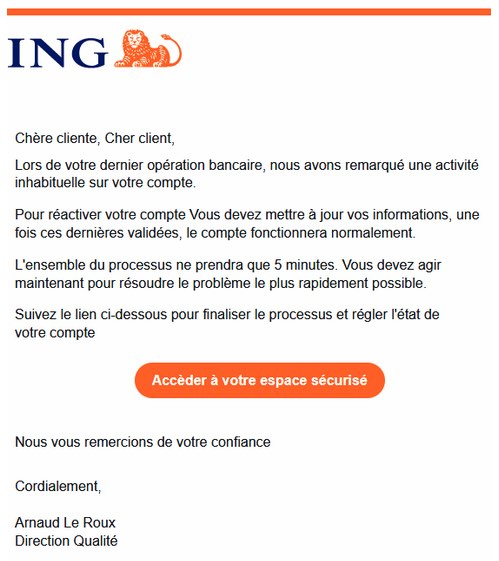 ING
Chère cliente, Cher client,
Lors de votre dernier opération bancaire, nous avons remarqué une activité
inhabituelle sur votre compte.
Pour réactiver votre compte Vous devez mettre à jour vos informations, une
fois ces dernières validées, le compte fonctionnera normalement.
L'ensemble du processus ne prendra que 5 minutes. Vous devez agir
maintenant pour résoudre le problème le plus rapidement possible.
Suivez le lien ci-dessous pour finaliser le processus et régler l'état de
votre compte
Accèder à votre espace sécurisé
Nous vous remercions de votre confiance
Cordialement,
Arnaud Le Roux
Direction Qualité